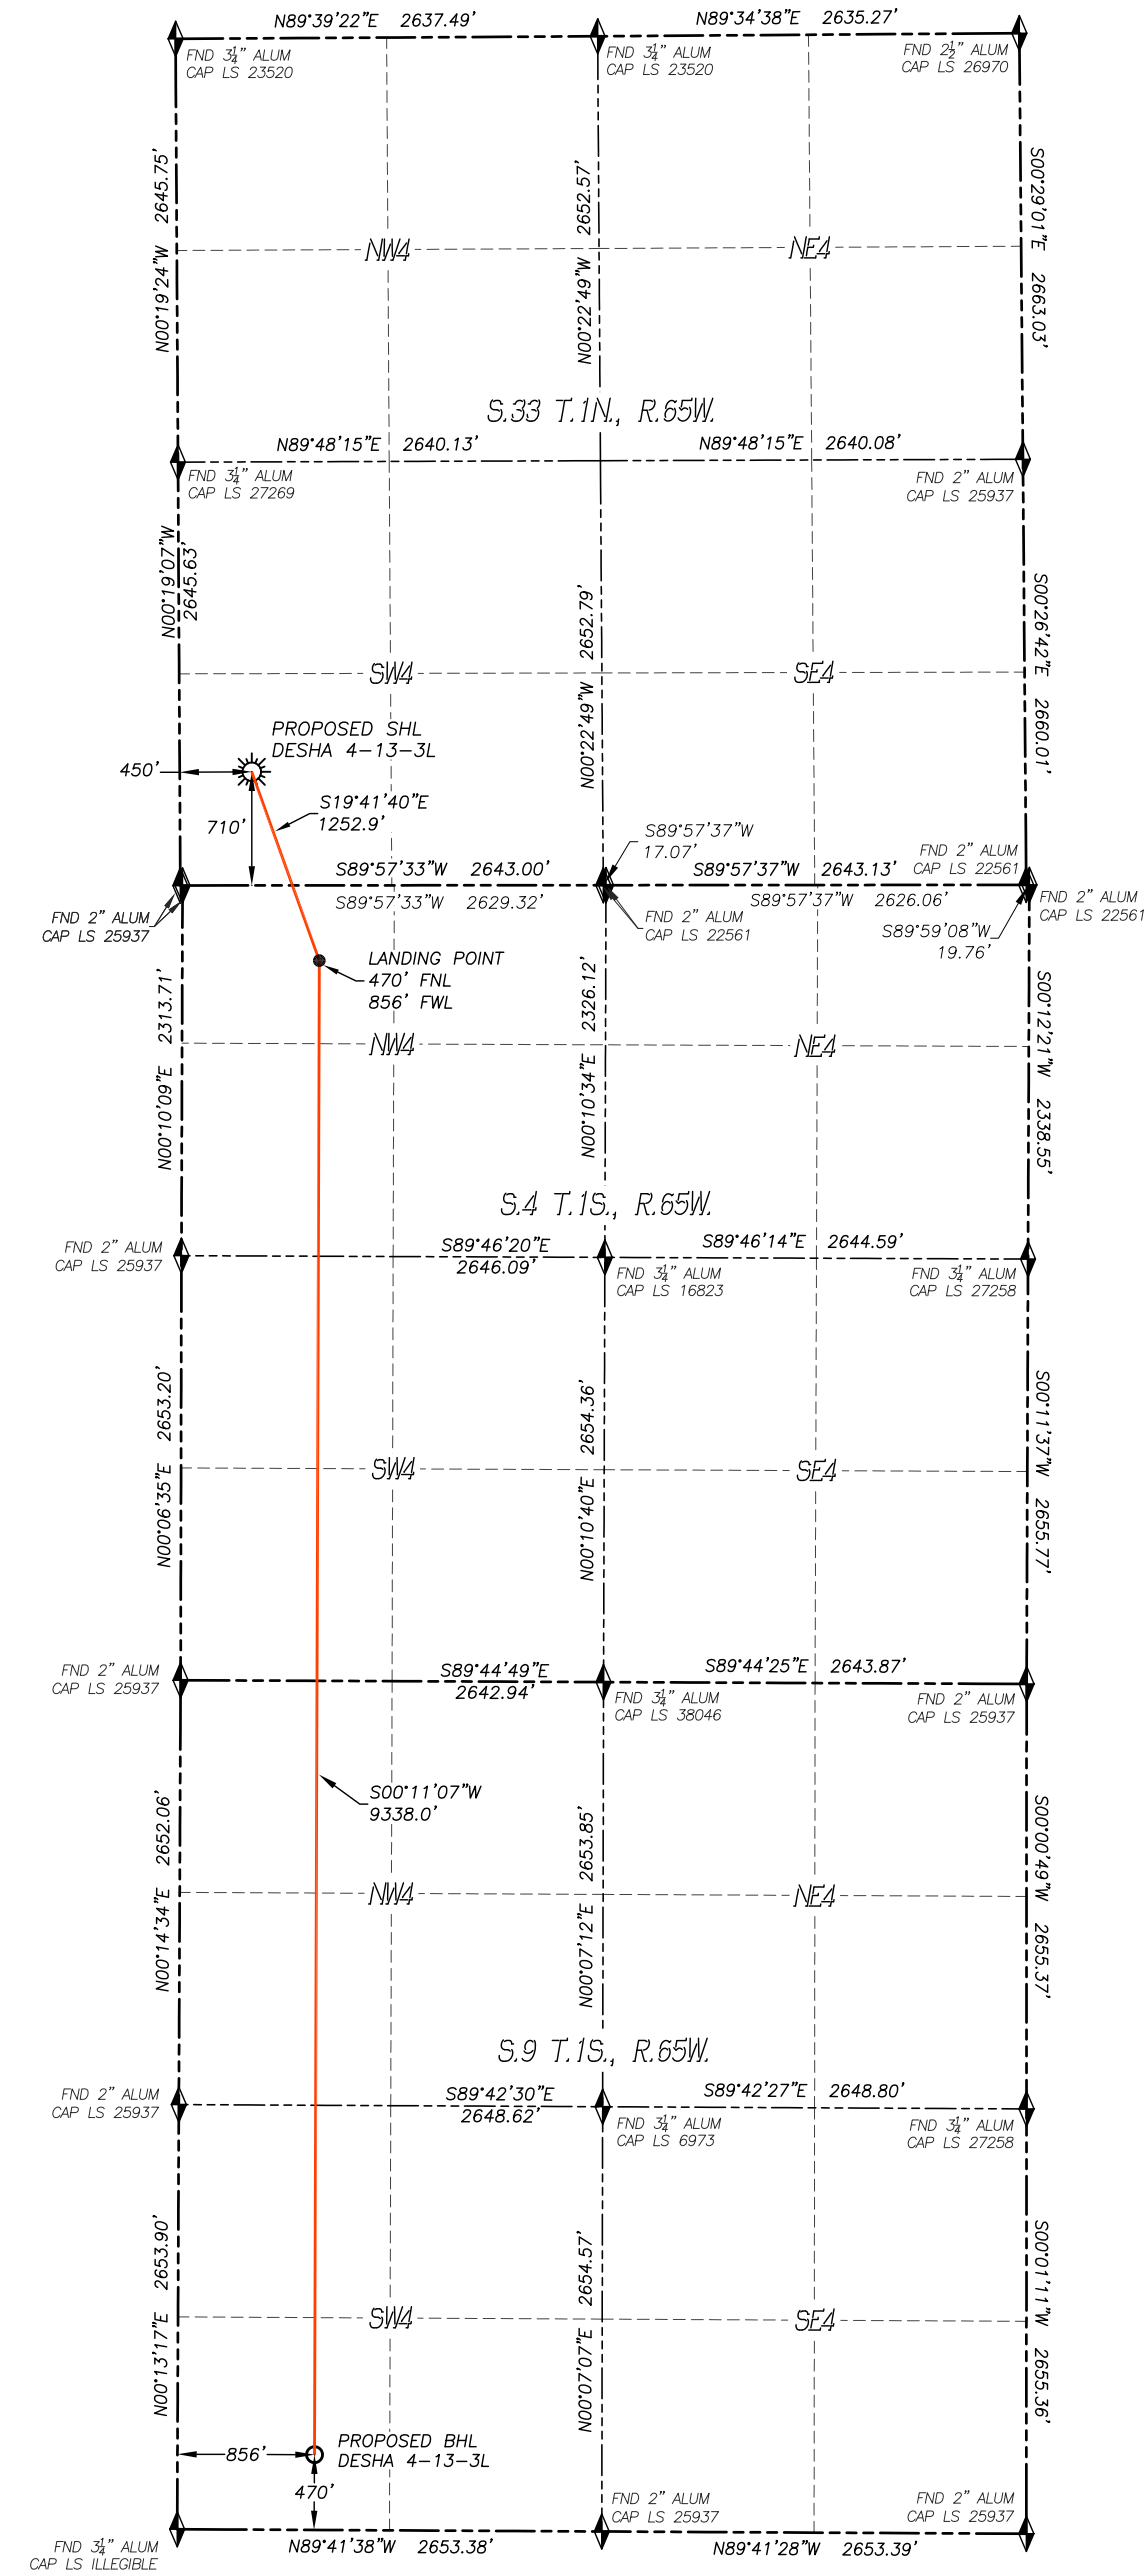 N89°39'22"E 2637.49'
N89°34'38"E 2635.27'
FND 3¼" ALUM
CAP LS 23520
FND 3¼" ALUM
CAP LS 23520
FND 2½" ALUM
CAP LS 26970
N00°19'24"W 2645.75'
N00°22'49"W 2652.57'
S00°29'01"E 2663.03'
NW4
NE4
S.33 T.1N., R.65W.
N89°48'15"E 2640.13'
N89°48'15"E 2640.08'
FND 3¼" ALUM
CAP LS 27269
FND 2" ALUM
CAP LS 25937
N00°19'07"W
2645.63'
N00°22'49"W 2652.79'
S00°26'42"E 2660.01'
SW4
SE4
PROPOSED SHL
DESHA 4-13-3L
450'
710'
S19°41'40"E
1252.9'
S89°57'37"W
17.07'
S89°57'33"W 2643.00'
S89°57'37"W 2643.13'
FND 2" ALUM
CAP LS 22561
S89°57'33"W 2629.32'
S89°57'37"W 2626.06'
FND 2" ALUM
CAP LS 25937
FND 2" ALUM
CAP LS 22561
FND 2" ALUM
CAP LS 22561
S89°59'08"W
19.76'
LANDING POINT
470' FNL
856' FWL
N00°10'09"E 2313.71'
N00°10'34"E 2326.12'
S00°12'21"W 2338.55'
NW4
NE4
S.4 T.1S., R.65W.
FND 2" ALUM
CAP LS 25937
S89°46'20"E
2646.09'
S89°46'14"E 2644.59'
FND 3¼" ALUM
CAP LS 16823
FND 3¼" ALUM
CAP LS 27258
N00°06'35"E 2653.20'
N00°10'40"E 2654.36'
S00°11'37"W 2655.77'
SW4
SE4
FND 2" ALUM
CAP LS 25937
S89°44'49"E
2642.94'
S89°44'25"E 2643.87'
FND 3¼" ALUM
CAP LS 38046
FND 2" ALUM
CAP LS 25937
S00°11'07"W
9338.0'
N00°14'34"E 2652.06'
N00°07'12"E 2653.85'
S00°00'49"W 2655.37'
NW4
NE4
S.9 T.1S., R.65W.
FND 2" ALUM
CAP LS 25937
S89°42'30"E
2648.62'
S89°42'27"E 2648.80'
FND 3¼" ALUM
CAP LS 6973
FND 3¼" ALUM
CAP LS 27258
N00°13'17"E 2653.90'
N00°07'07"E 2654.57'
S00°01'11"W 2655.36'
SW4
SE4
PROPOSED BHL
DESHA 4-13-3L
856'
470'
FND 2" ALUM
CAP LS 25937
FND 2" ALUM
CAP LS 25937
FND 3¼" ALUM
CAP LS ILLEGIBLE
N89°41'38"W 2653.38'
N89°41'28"W 2653.39'